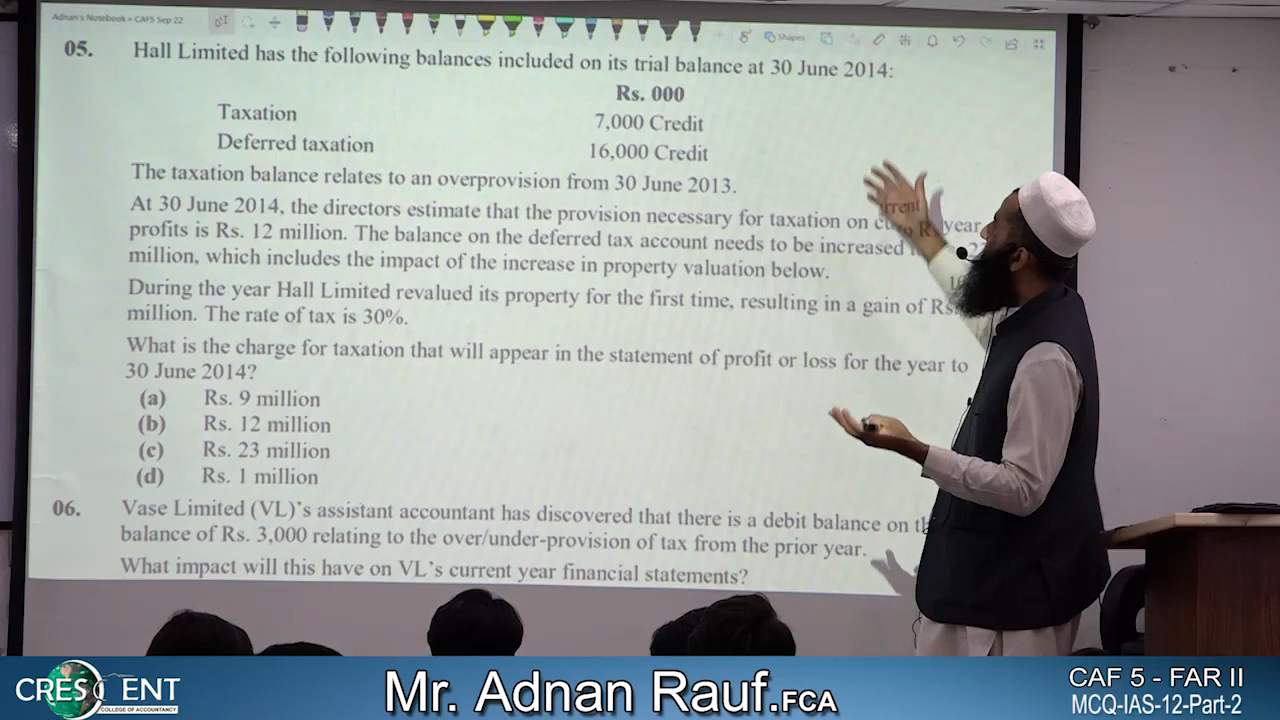 Adnan's Notebook » CAF5 Sep 22
Shapes
05. Hall Limited has the following balances included on its trial balance at 30 June 2014:
Rs. 000
Taxation 7,000 Credit
Deferred taxation 16,000 Credit
The taxation balance relates to an overprovision from 30 June 2013.
At 30 June 2014, the directors estimate that the provision necessary for taxation on current year
profits is Rs. 12 million. The balance on the deferred tax account needs to be increased
million, which includes the impact of the increase in property valuation below.
During the year Hall Limited revalued its property for the first time, resulting in a gain of Rs.
million. The rate of tax is 30%.
What is the charge for taxation that will appear in the statement of profit or loss for the year to
30 June 2014?
(a) Rs. 9 million
(b) Rs. 12 million
(c) Rs. 23 million
(d) Rs. 1 million
06. Vase Limited (VL)'s assistant accountant has discovered that there is a debit balance on
balance of Rs. 3,000 relating to the over/under-provision of tax from the prior year.
What impact will this have on VL's current year financial statements?
CRESCENT
COLLEGE OF ACCOUNTANCY
Mr. Adnan Rauf.FCA
CAF 5 - FAR II
MCQ-IAS-12-Part-2